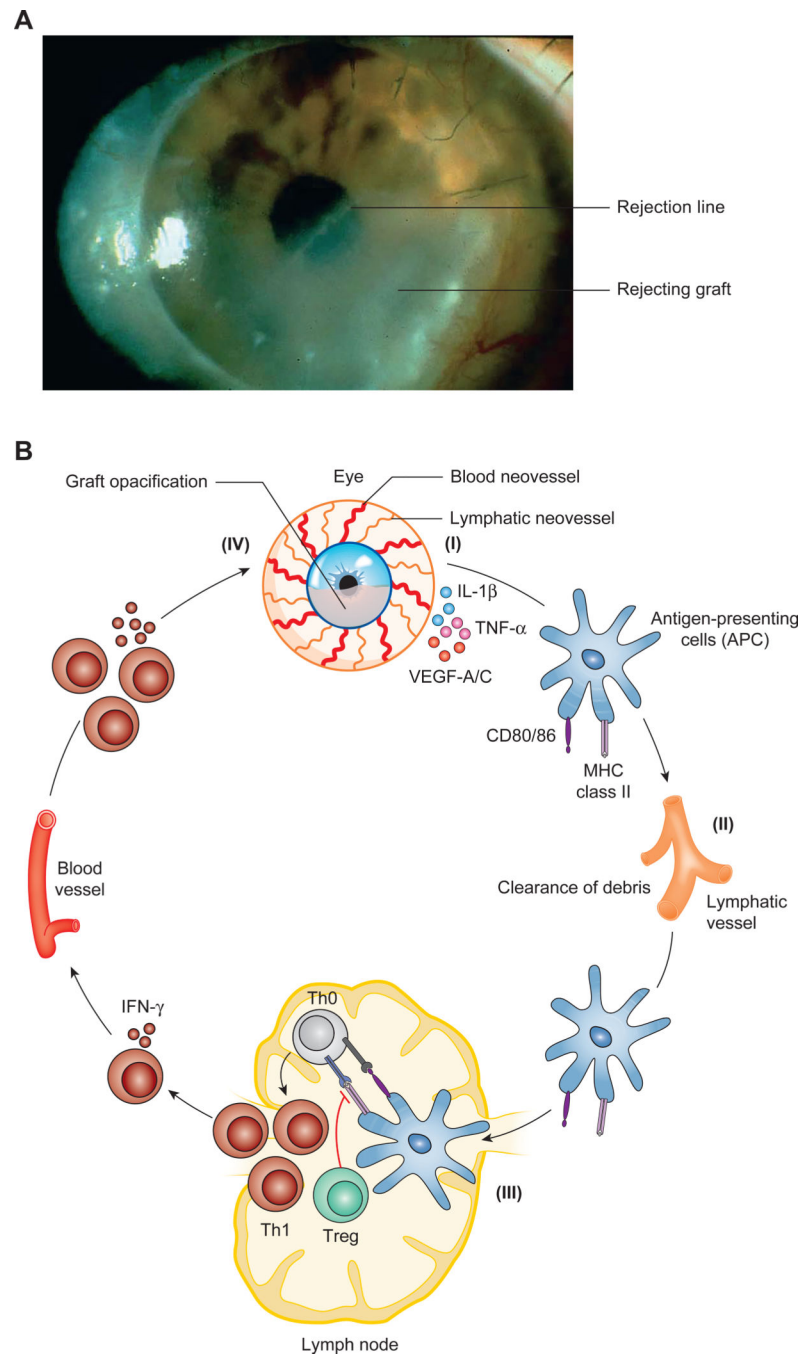 A
Rejection line
Rejecting graft
B
Eye
Blood neovessel
Graft opacification
Lymphatic neovessel
(IV)
(I)
IL-1β
TNF-α
VEGF-A/C
Antigen-presenting
cells (APC)
CD80/86
MHC
class II
(II)
Clearance of debris
Lymphatic
vessel
Blood
vessel
IFN-γ
Th0
Th1
Treg
(III)
Lymph node